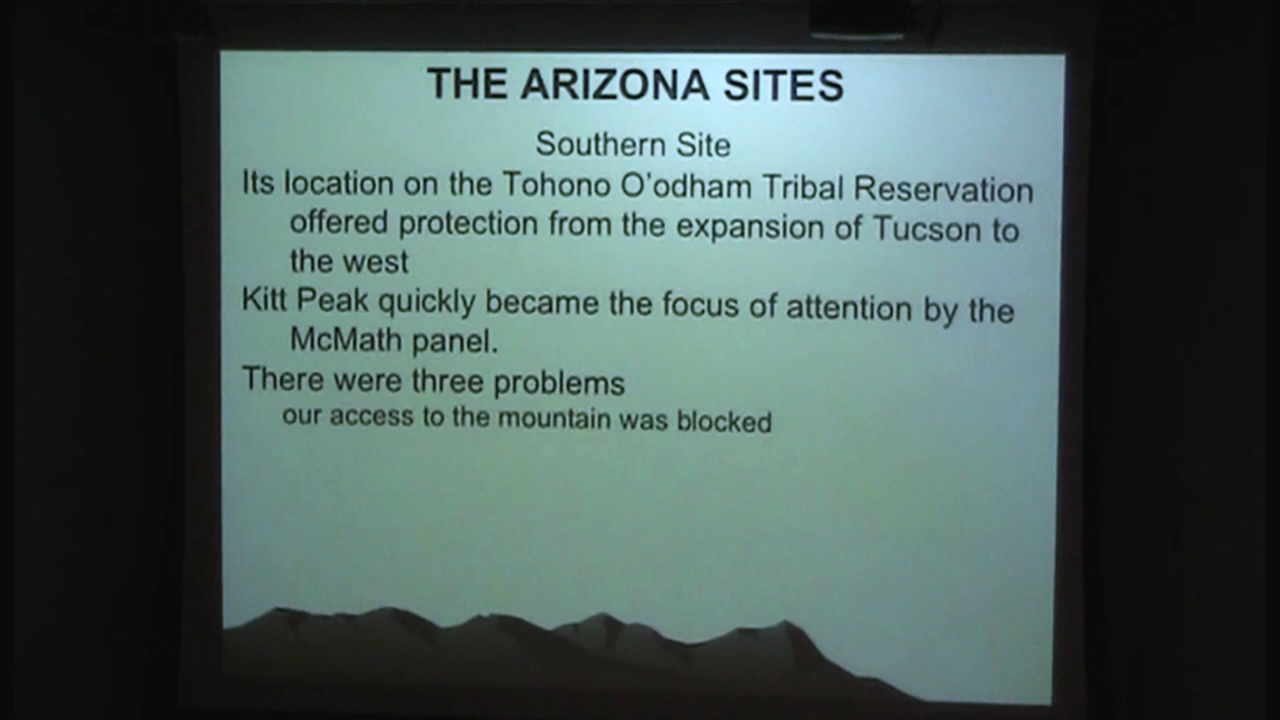 THE ARIZONA SITES
Southern Site
Its location on the Tohono O'odham Tribal Reservation
offered protection from the expansion of Tucson to
the west
Kitt Peak quickly became the focus of attention by the
McMath panel.
There were three problems
our access to the mountain was blocked